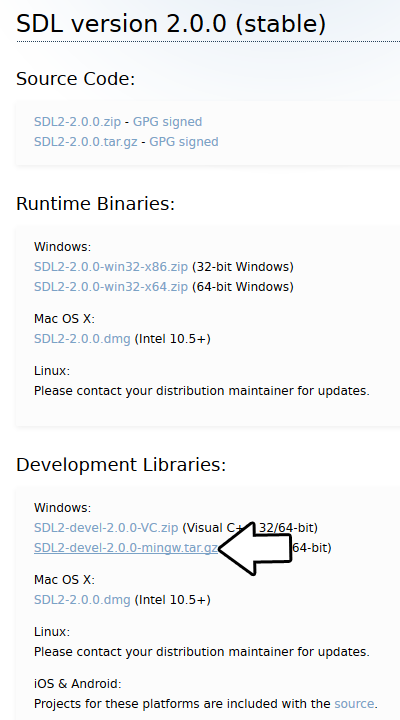 SDL version 2.0.0 (stable)
Source Code:
SDL2-2.0.0.zip - GPG signed
SDL2-2.0.0.tar.gz - GPG signed
Runtime Binaries:
Windows:
SDL2-2.0.0-win32-x86.zip (32-bit Windows)
SDL2-2.0.0-win32-x64.zip (64-bit Windows)
Mac OS X:
SDL2-2.0.0.dmg (Intel 10.5+)
Linux:
Please contact your distribution maintainer for updates.
Development Libraries:
Windows:
SDL2-devel-2.0.0-VC.zip (Visual C+ 32/64-bit)
SDL2-devel-2.0.0-mingw.tar.gz 64-bit)
Mac OS X:
SDL2-2.0.0.dmg (Intel 10.5+)
Linux:
Please contact your distribution maintainer for updates.
iOS & Android:
Projects for these platforms are included with the source.